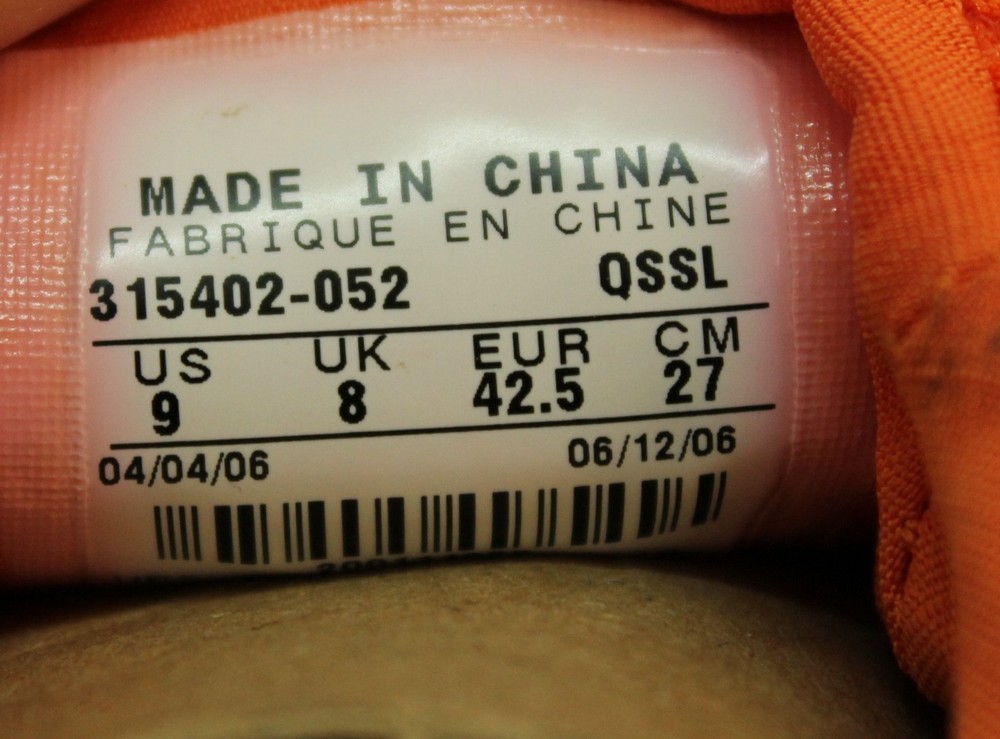 MADE IN CHINA
FABRIQUE EN CHINE
315402-052 QSSL
US UK EUR CM
9 8 42.5 27
04/04/06 06/12/06